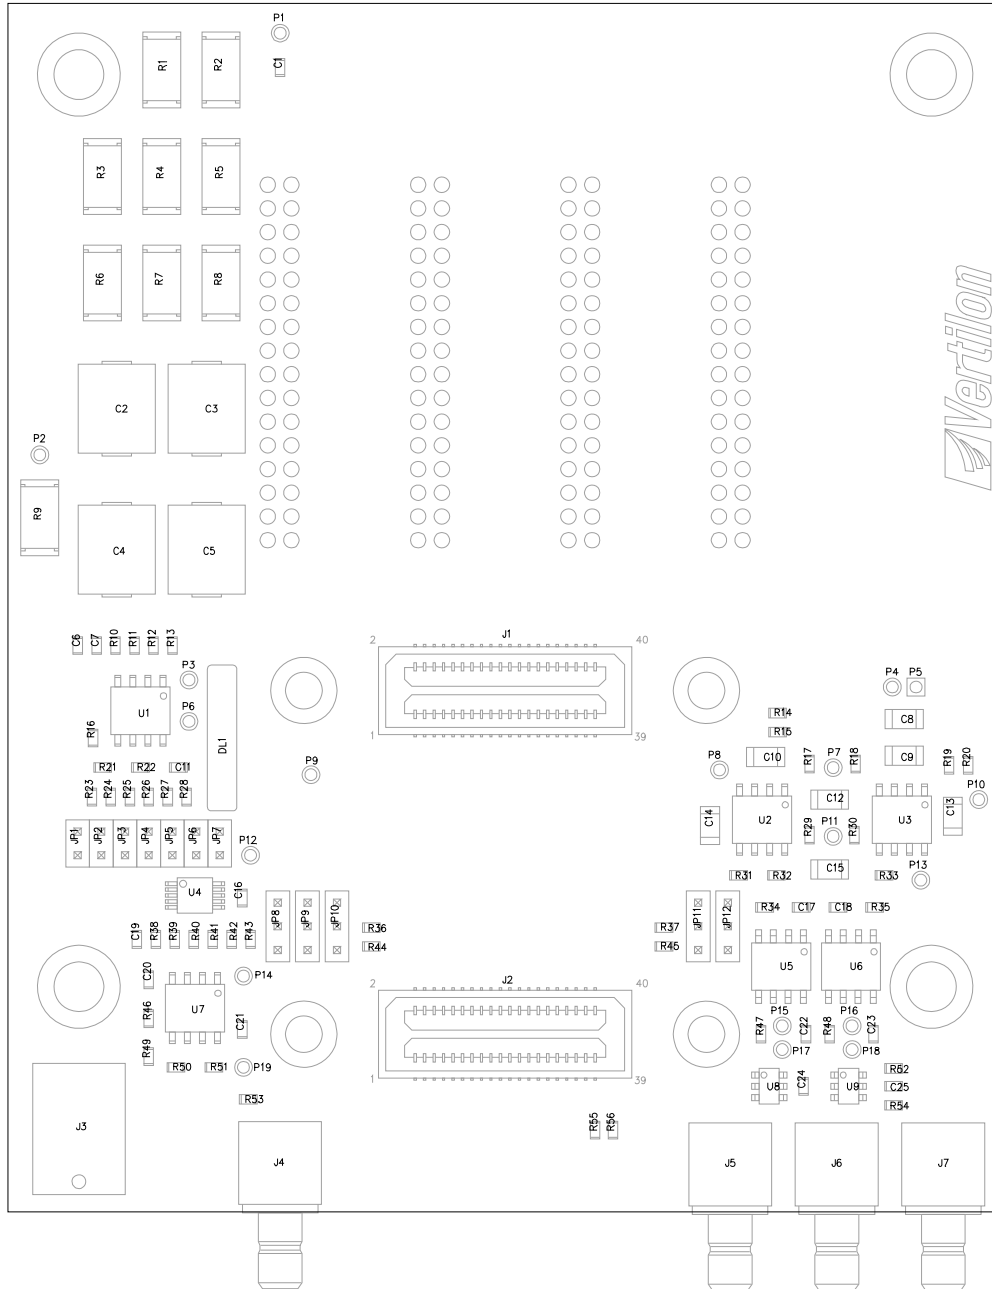 P1
R1 R2 C1
R3 R4 R5
R6 R7 R8
Vertilon
C2 C3
P2
R9
C4 C5
C6 C7 R10 R11 R12 R13
2 J1 40
P3
P4 P5
U1 P6
R14
C8
R16
1 39
R15
DL1
R21 R22 C11
P9
P8 C10 R17 P7 R18 C9 R19 R20
R23 R24 R25 R26 R27 R28
C12 P10
C14 U2 R29 P11 R30 U3 C13
JP1 JP2 JP3 JP4 JP5 JP6 JP7 P12
C15
R31 R32 R33 P13
U4 C16
JP8 JP9 JP10 R36 R37 JP11 JP12 R34 C17 C18 R35
C19 R38 R39 R40 R41 R42 R43 R44 R45
U5 U6
C20 P14
2 J2 40
R46 U7 C21
R47 P15 C22 R48 P16 C23
R49 P17 P18
R50 R51 P19
1 39
R52
U8 C24 U9 C25
R53
R54
J3 R55 R56
J4 J5 J6 J7